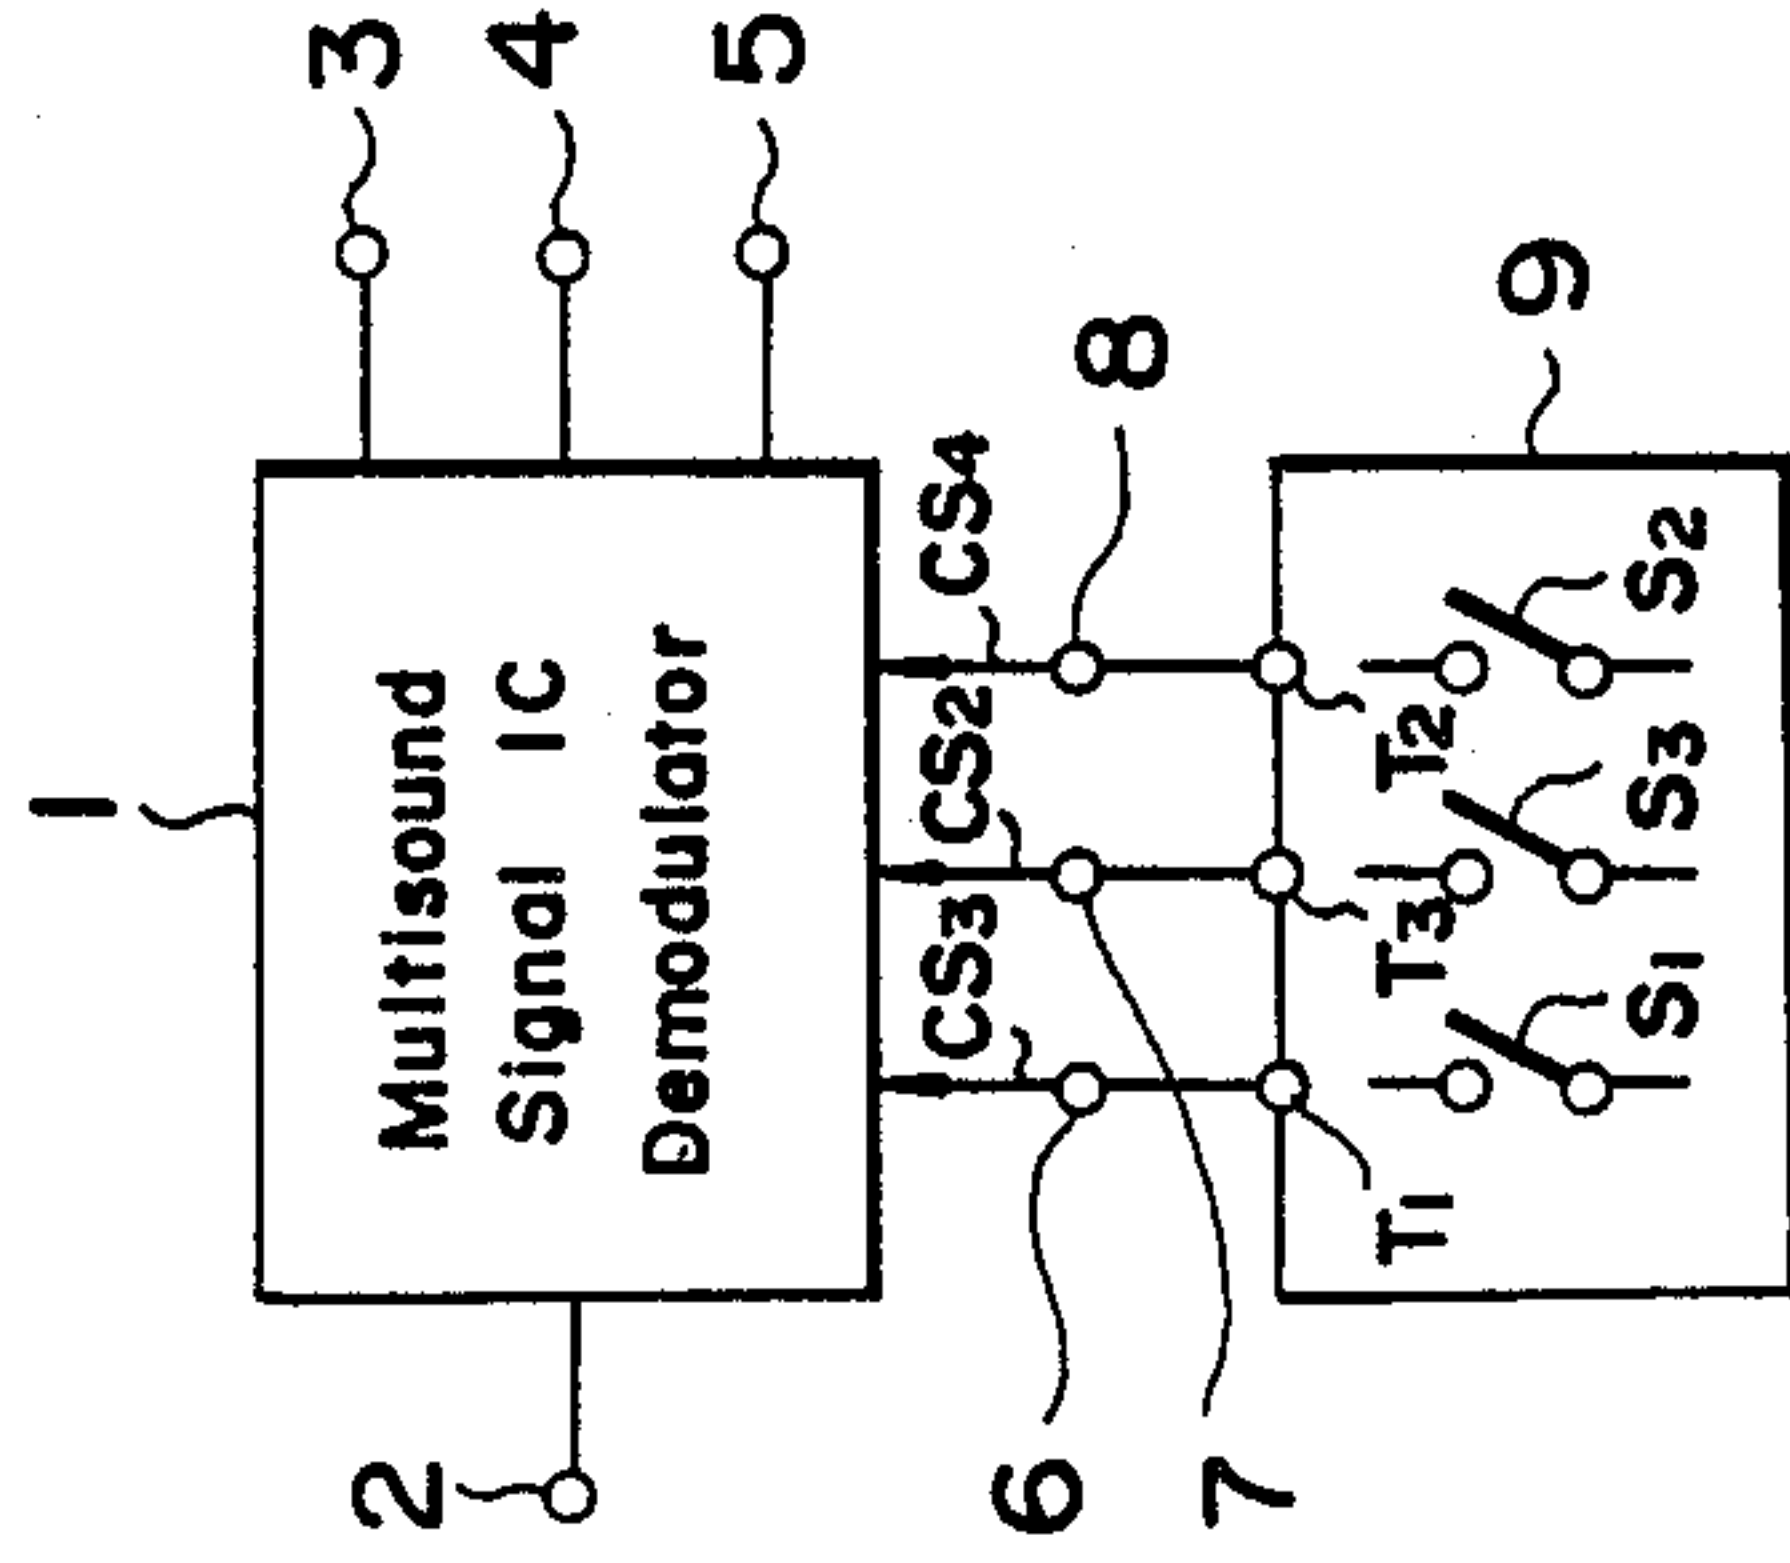 1
Multisound
Signal IC
Demodulator
2
3
4
5
CS3
CS2
CS4
6
7
8
T1
T3
T2
S1
S3
S2
9